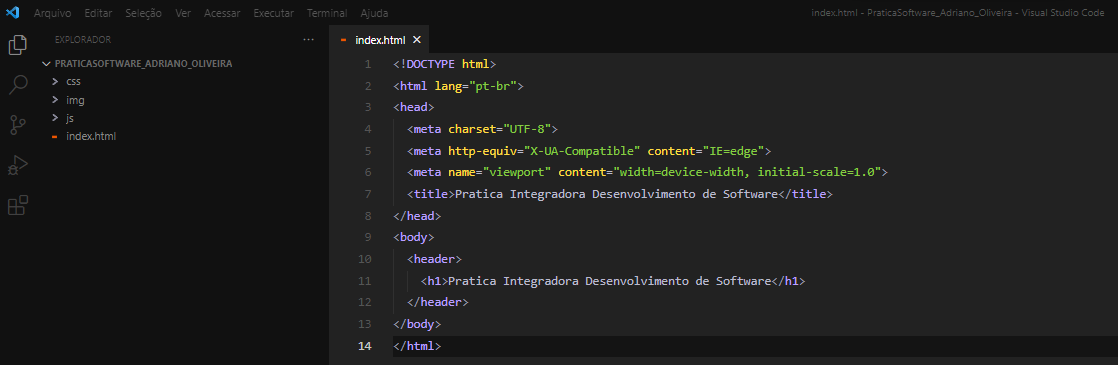 Arquivo Editar Seleção Ver Acessar Executar Terminal Ajuda
index.html - PraticaSoftware_Adriano_Oliveira - Visual Studio Code
EXPLORADOR ···
PRATICASOFTWARE_ADRIANO_OLIVEIRA
css
img
js
index.html
index.html
1 <!DOCTYPE html>
2 <html lang="pt-br">
3 <head>
4 <meta charset="UTF-8">
5 <meta http-equiv="X-UA-Compatible" content="IE=edge">
6 <meta name="viewport" content="width=device-width, initial-scale=1.0">
7 <title>Pratica Integradora Desenvolvimento de Software</title>
8 </head>
9 <body>
10 <header>
11 <h1>Pratica Integradora Desenvolvimento de Software</h1>
12 </header>
13 </body>
14 </html>